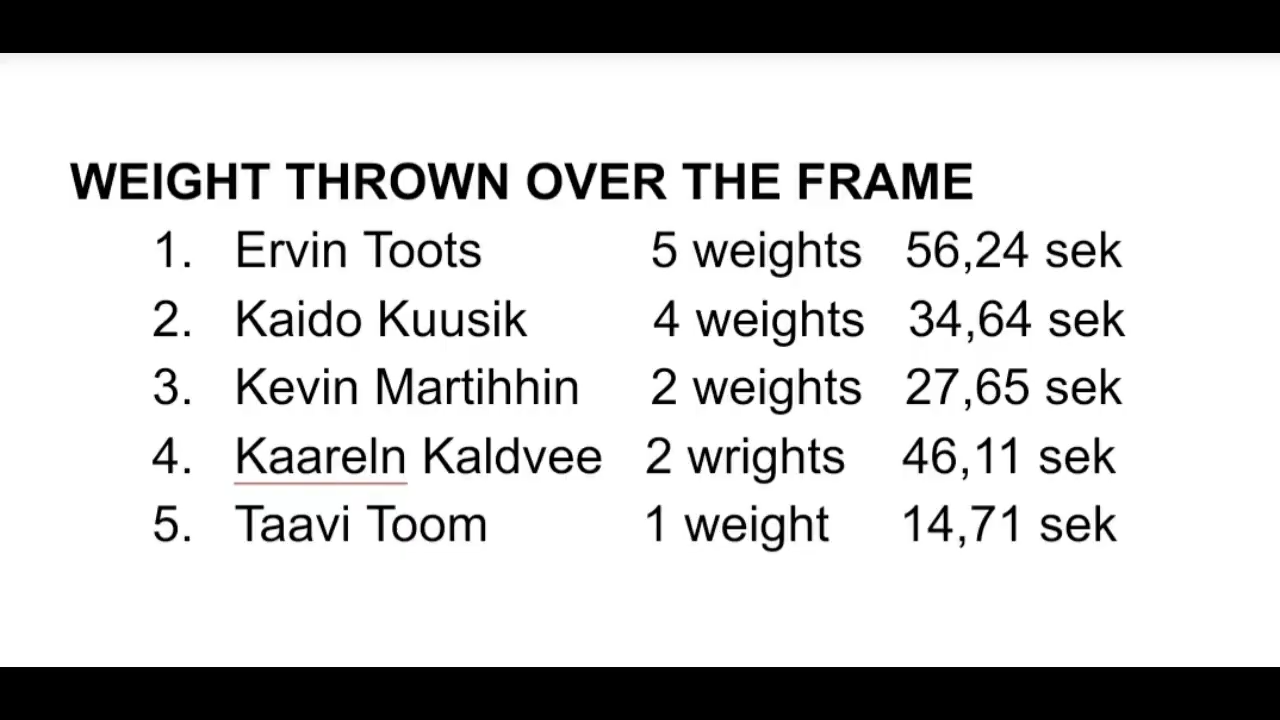 WEIGHT THROWN OVER THE FRAME
1. Ervin Toots 5 weights 56,24 sek
2. Kaido Kuusik 4 weights 34,64 sek
3. Kevin Martihhin 2 weights 27,65 sek
4. Kaareln Kaldvee 2 wrights 46,11 sek
5. Taavi Toom 1 weight 14,71 sek